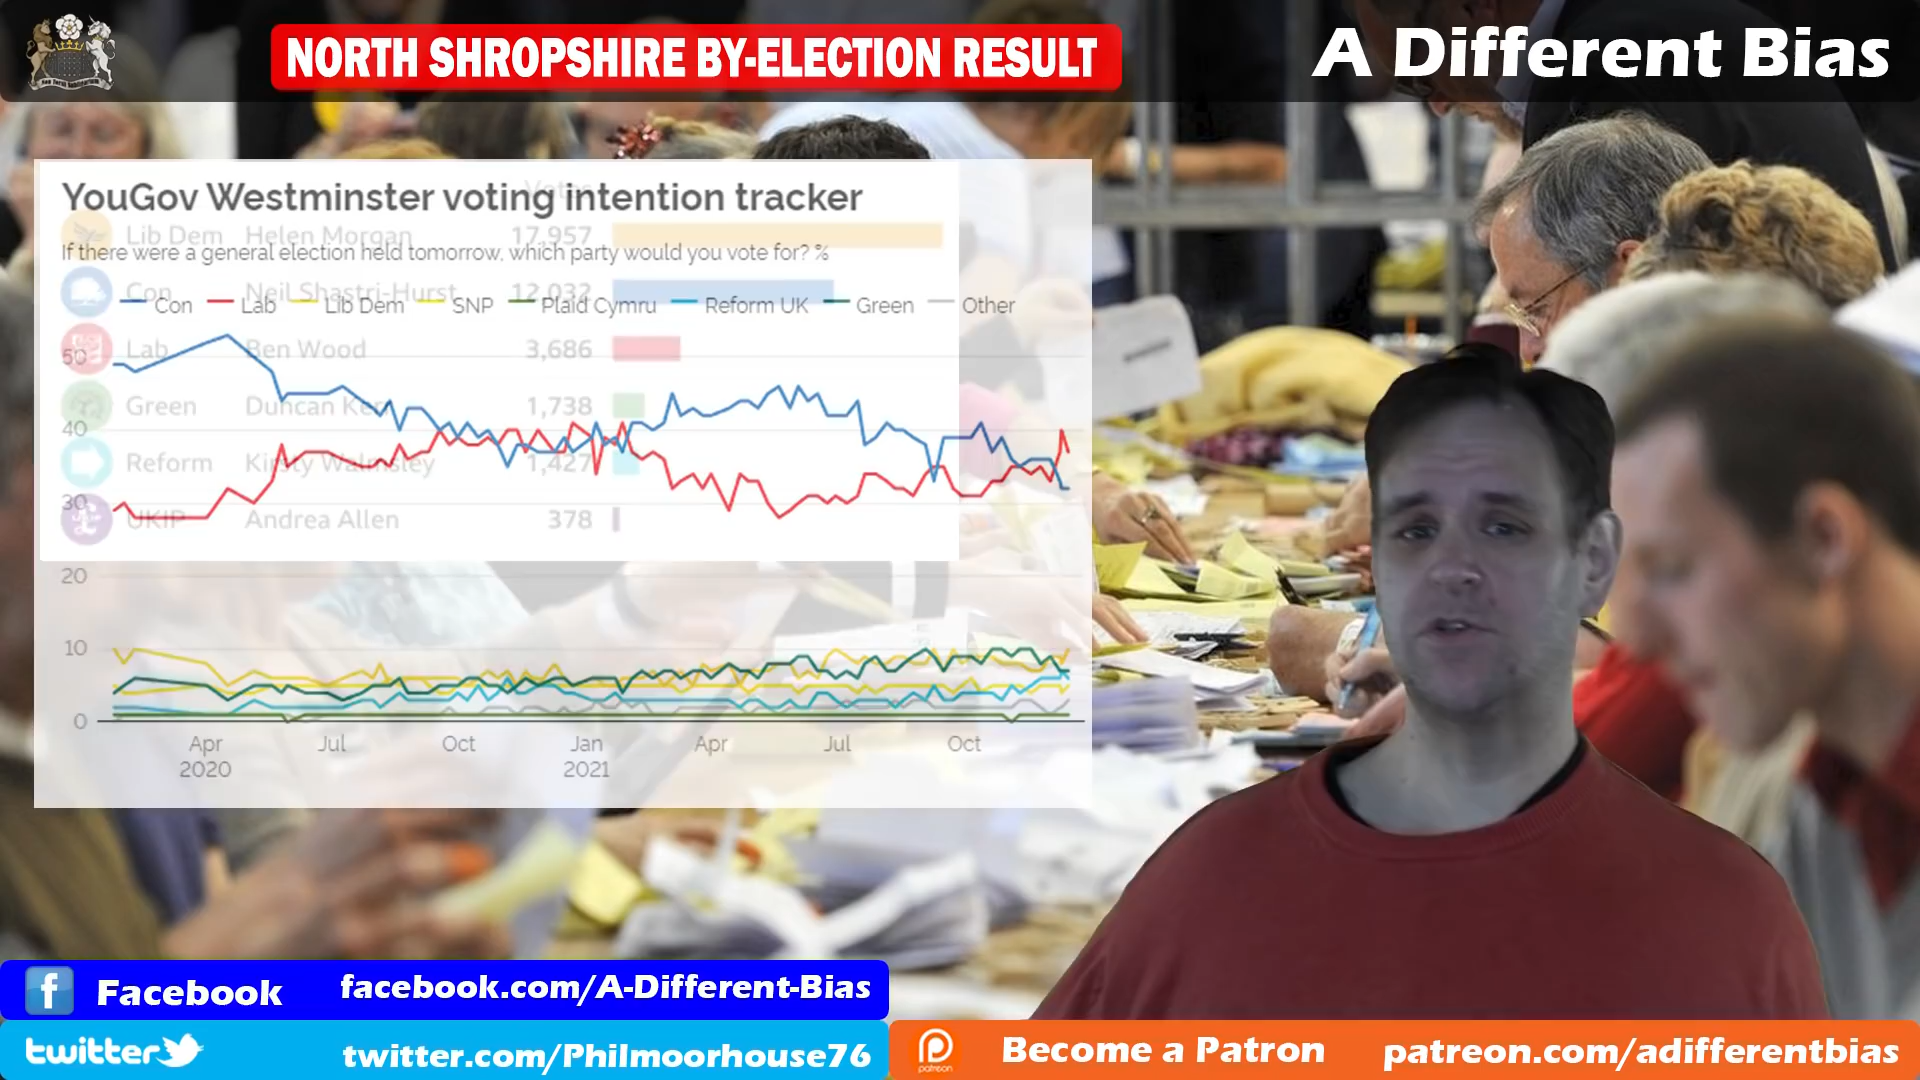 NORTH SHROPSHIRE BY-ELECTION RESULT
A Different Bias
YouGov Westminster voting intention tracker
If there were a general election held tomorrow, which party would you vote for? %
Con Lab Lib Dem SNP Plaid Cymru Reform UK Green Other
50
40
30
20
10
0
Apr 2020 Jul Oct Jan 2021 Apr Jul Oct
Votes
Lib Dem Helen Morgan 17,957
Con Neil Shastri-Hurst 12,032
Lab Ben Wood 3,686
Green Duncan Kerr 1,738
Reform Kirsty Walmsley 1,427
UKIP Andrea Allen 378
Facebook facebook.com/A-Different-Bias
twitter twitter.com/Philmoorhouse76
patreon Become a Patron patreon.com/adifferentbias